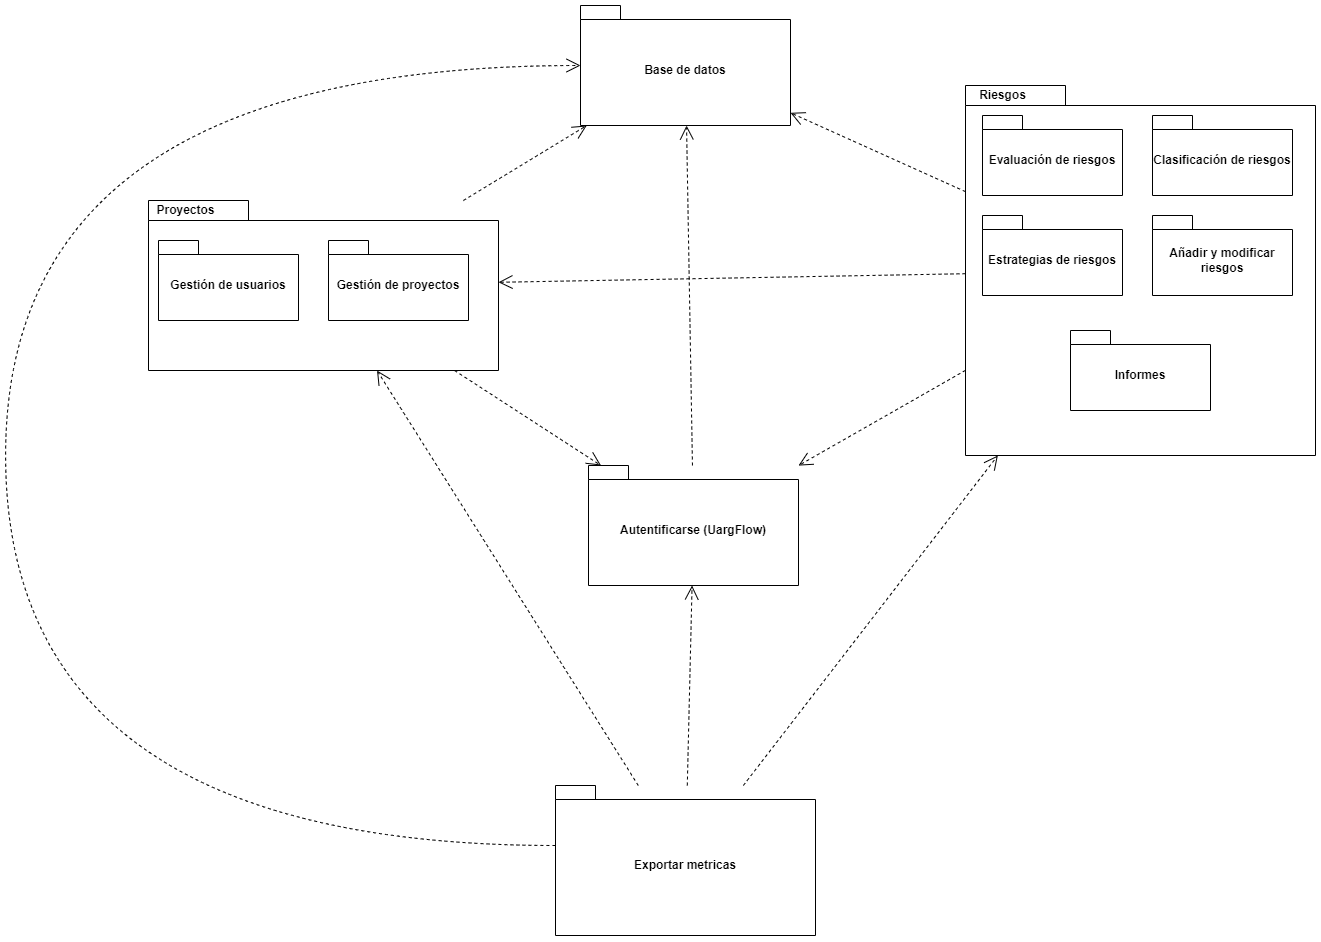 Base de datos
Riesgos
Evaluación de riesgos
Clasificación de riesgos
Estrategias de riesgos
Añadir y modificar
riesgos
Informes
Proyectos
Gestión de usuarios
Gestión de proyectos
Autentificarse (UargFlow)
Exportar metricas